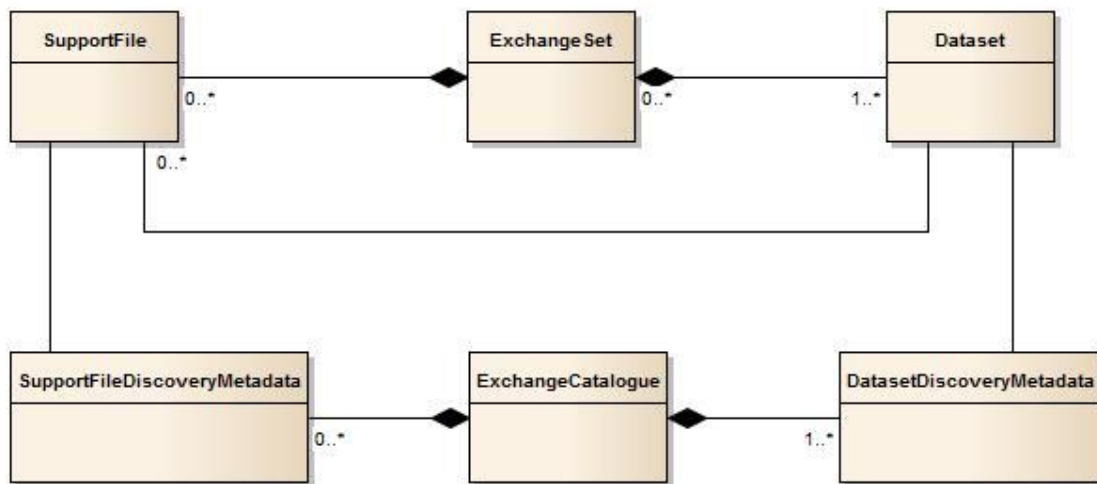 SupportFile
ExchangeSet
Dataset
0..*
0..*
1..*
0..*
SupportFileDiscoveryMetadata
ExchangeCatalogue
DatasetDiscoveryMetadata
0..*
1..*